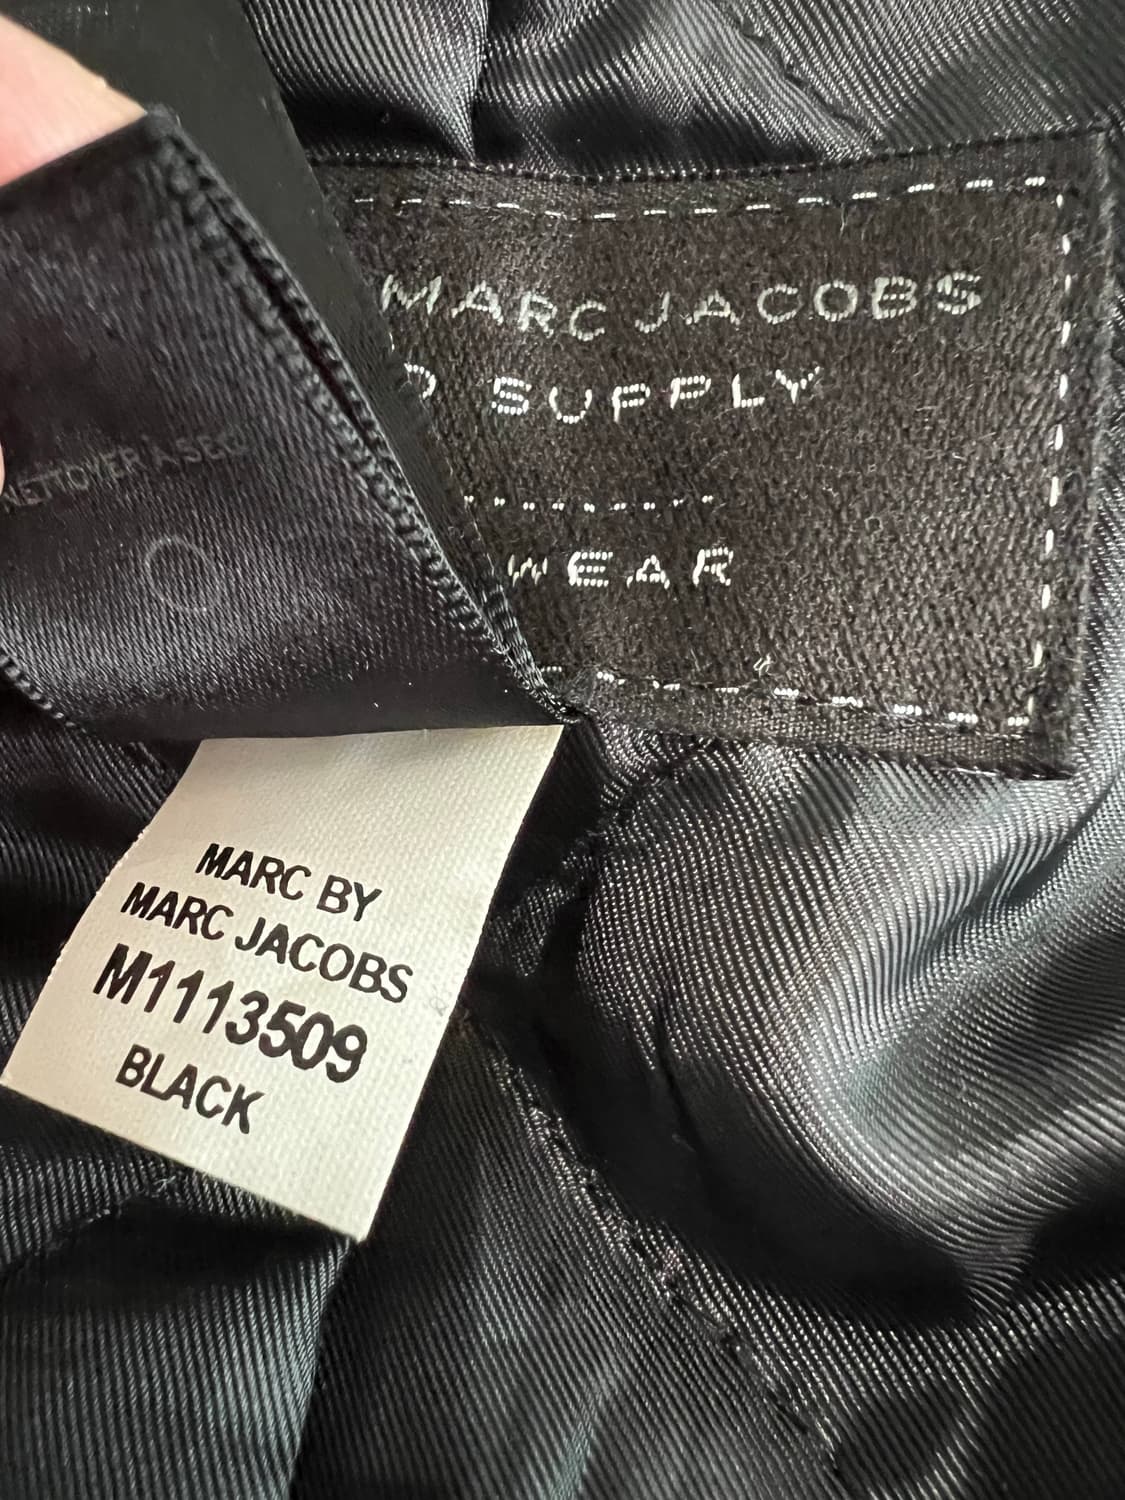 MARC JACOBS
SUPPLY
WEAR
MARC BY
MARC JACOBS
M1113509
BLACK